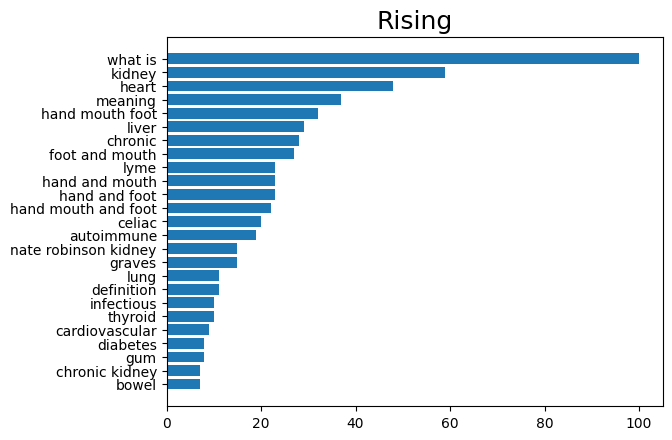 Rising
what is
kidney
heart
meaning
hand mouth foot
liver
chronic
foot and mouth
lyme
hand and mouth
hand and foot
hand mouth and foot
celiac
autoimmune
nate robinson kidney
graves
lung
definition
infectious
thyroid
cardiovascular
diabetes
gum
chronic kidney
bowel
0 20 40 60 80 100